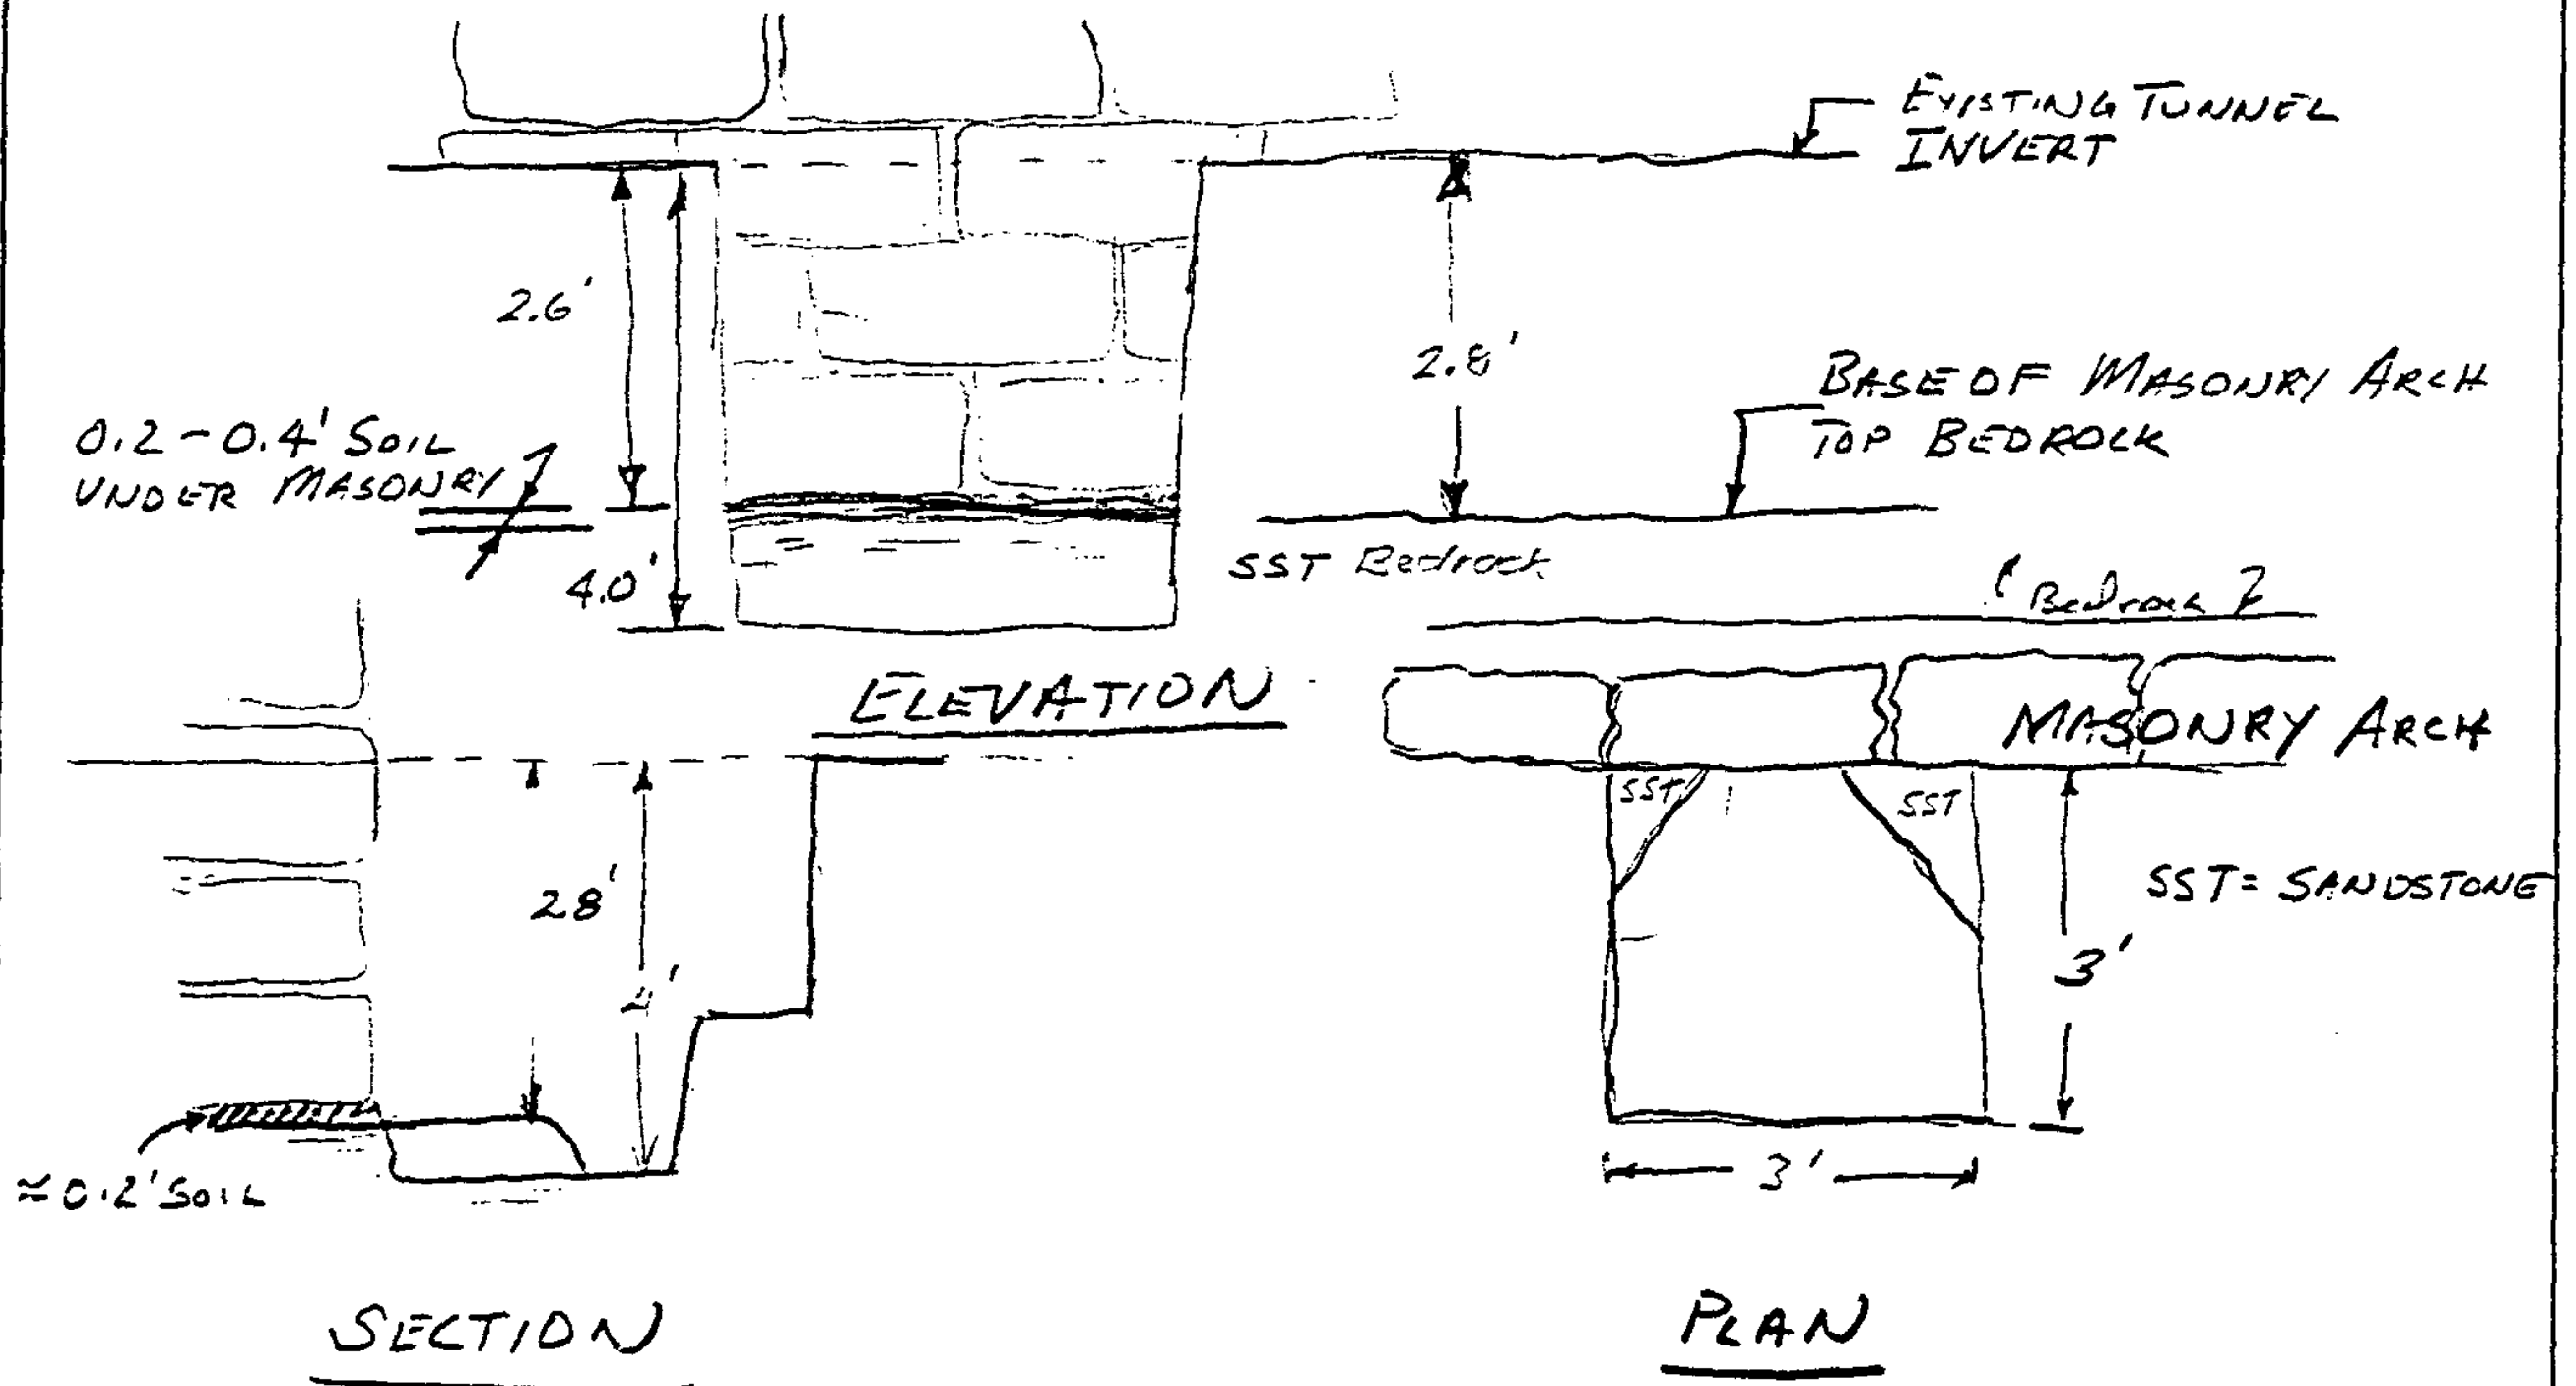 EXISTING TUNNEL
INVERT
2.6'
2.8'
BASE OF MASONRY ARCH
TOP BEDROCK
0.2 - 0.4' SOIL
UNDER MASONRY
4.0'
SST Bedrock
Bedrock ?
ELEVATION
MASONRY ARCH
SST
SST
28'
4'
SST = SANDSTONE
3'
3'
≈0.2' SOIL
SECTION
PLAN